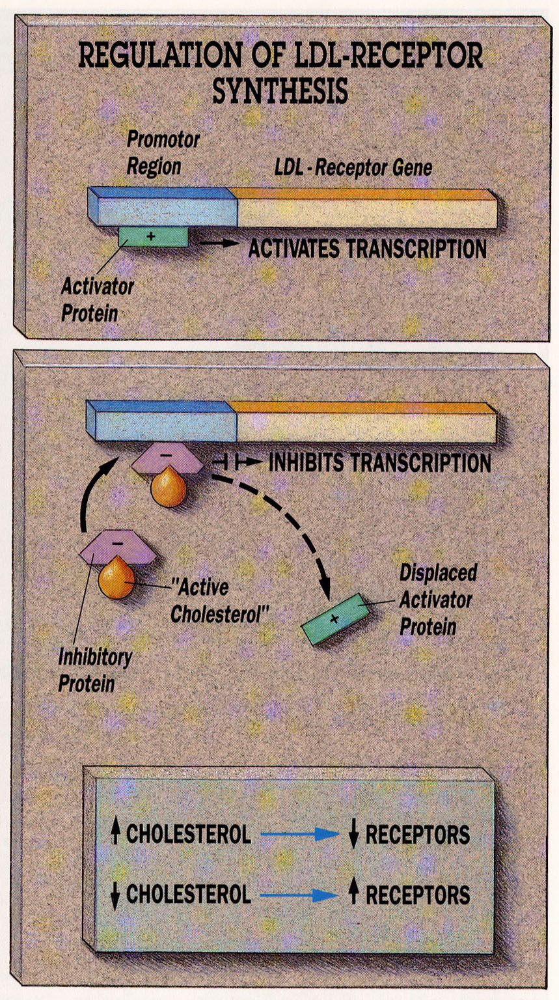 REGULATION OF LDL-RECEPTOR
SYNTHESIS
Promotor
Region
LDL - Receptor Gene
+
ACTIVATES TRANSCRIPTION
Activator
Protein
−
INHIBITS TRANSCRIPTION
−
"Active
Cholesterol"
Displaced
Activator
Protein
+
Inhibitory
Protein
↑ CHOLESTEROL → ↓ RECEPTORS
↓ CHOLESTEROL → ↑ RECEPTORS